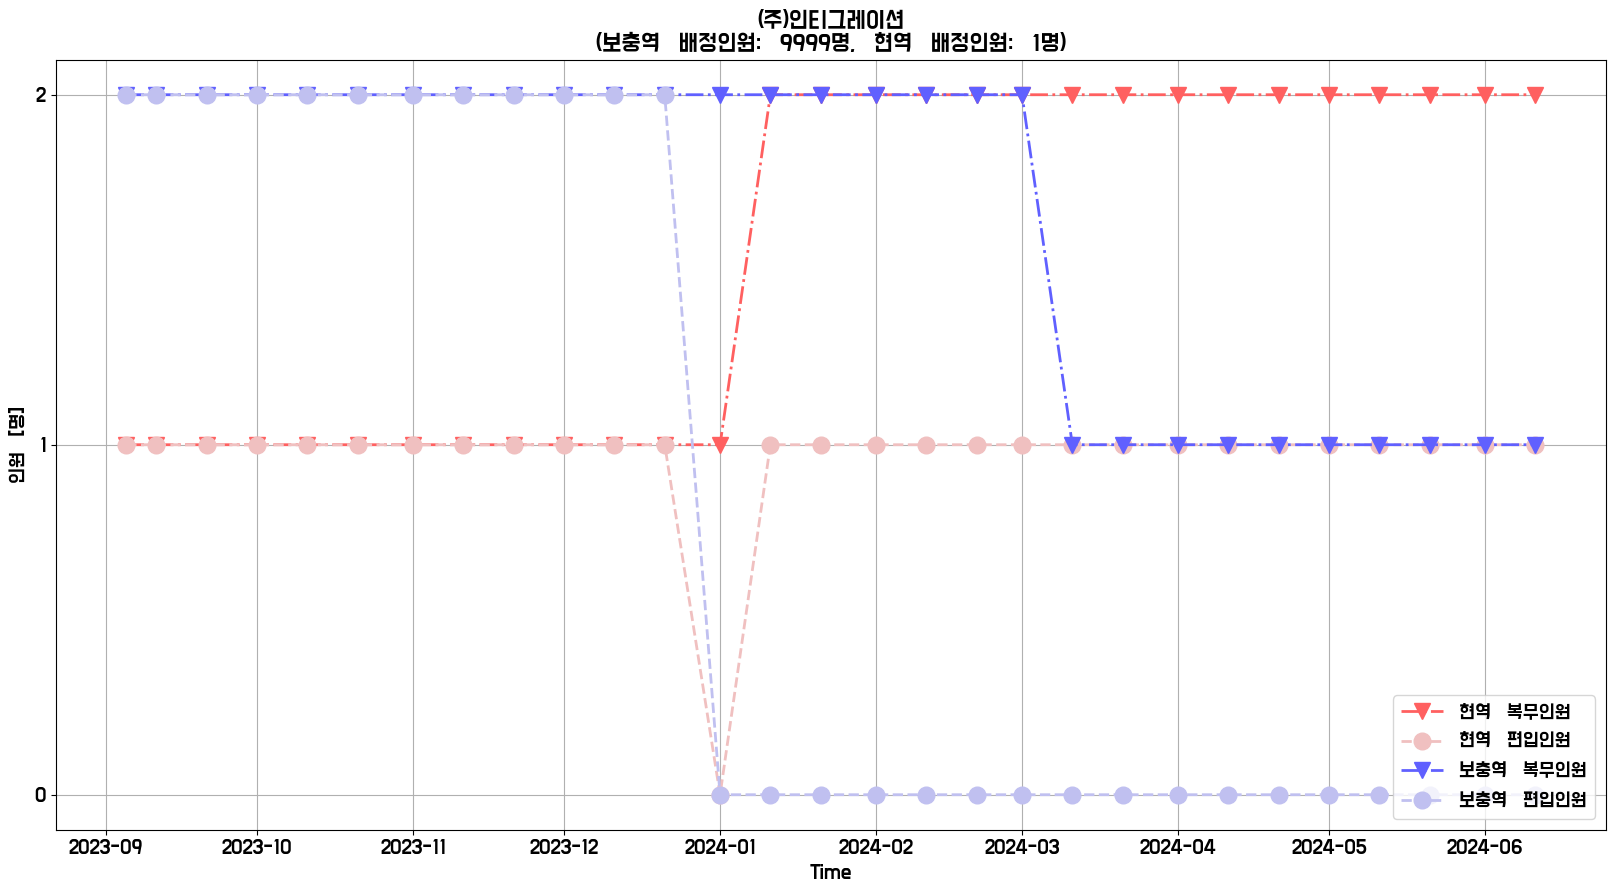 (주)인티그레이션
(보충역 배정인원: 9999명, 현역 배정인원: 1명)
인원 [명]
2
1
0
2023-09 2023-10 2023-11 2023-12 2024-01 2024-02 2024-03 2024-04 2024-05 2024-06
Time
현역 복무인원
현역 편입인원
보충역 복무인원
보충역 편입인원